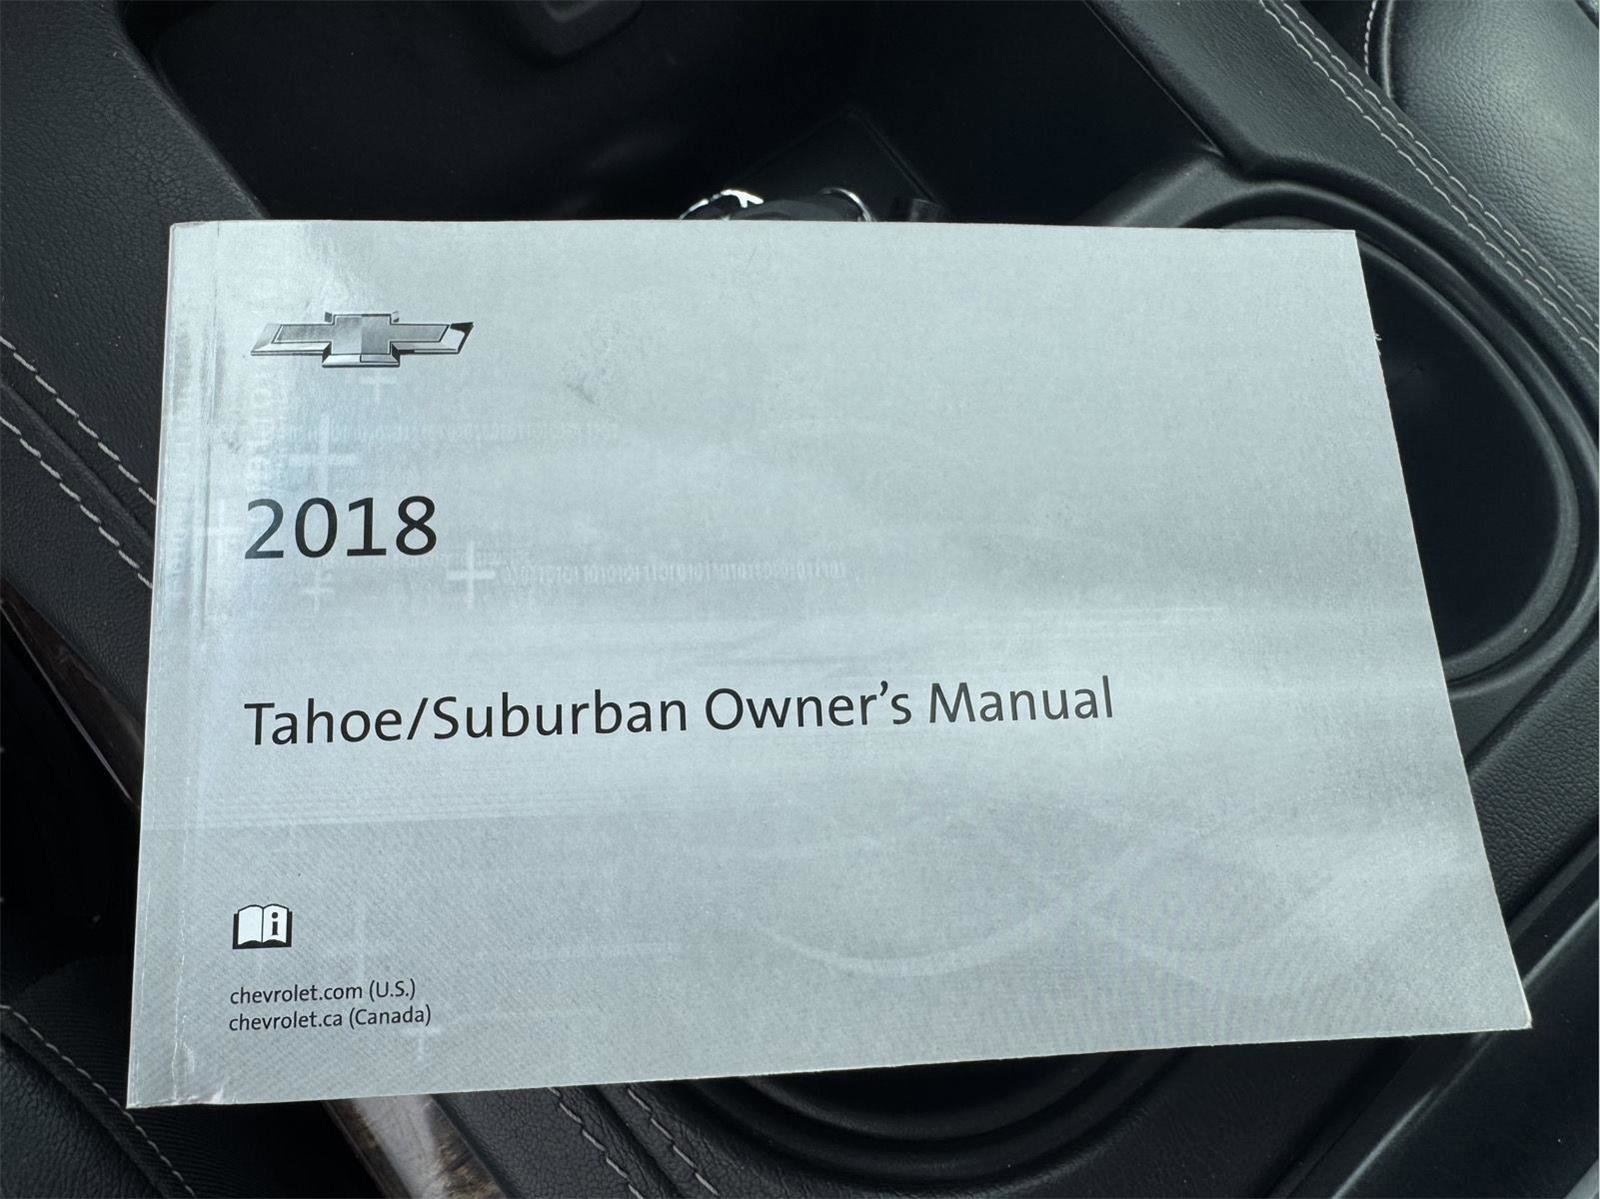 2018
Tahoe/Suburban Owner’s Manual
i
chevrolet.com (U.S.)
chevrolet.ca (Canada)